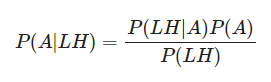 P(A|LH) = P(LH|A)P(A) / P(LH)